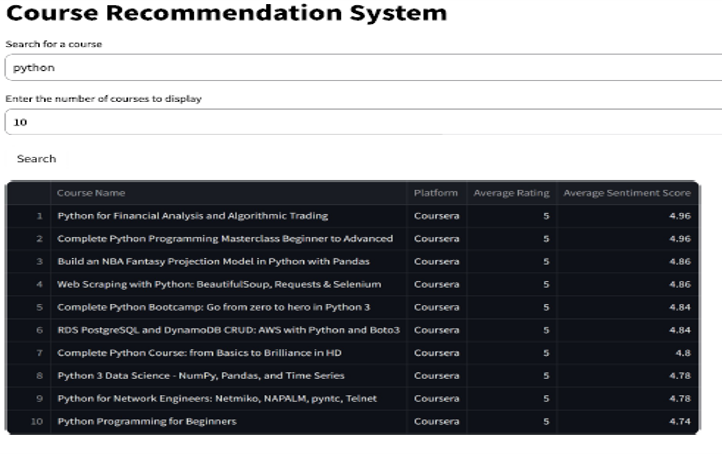 Course Recommendation System
Search for a course
python
Enter the number of courses to display
10
Search
Course Name Platform Average Rating Average Sentiment Score
1 Python for Financial Analysis and Algorithmic Trading Coursera 5 4.96
2 Complete Python Programming Masterclass Beginner to Advanced Coursera 5 4.96
3 Build an NBA Fantasy Projection Model in Python with Pandas Coursera 5 4.86
4 Web Scraping with Python: BeautifulSoup, Requests & Selenium Coursera 5 4.86
5 Complete Python Bootcamp: Go from zero to hero in Python 3 Coursera 5 4.84
6 RDS PostgreSQL and DynamoDB CRUD: AWS with Python and Boto3 Coursera 5 4.84
7 Complete Python Course: from Basics to Brilliance in HD Coursera 5 4.8
8 Python 3 Data Science - NumPy, Pandas, and Time Series Coursera 5 4.78
9 Python for Network Engineers: Netmiko, NAPALM, pyntc, Telnet Coursera 5 4.78
10 Python Programming for Beginners Coursera 5 4.74